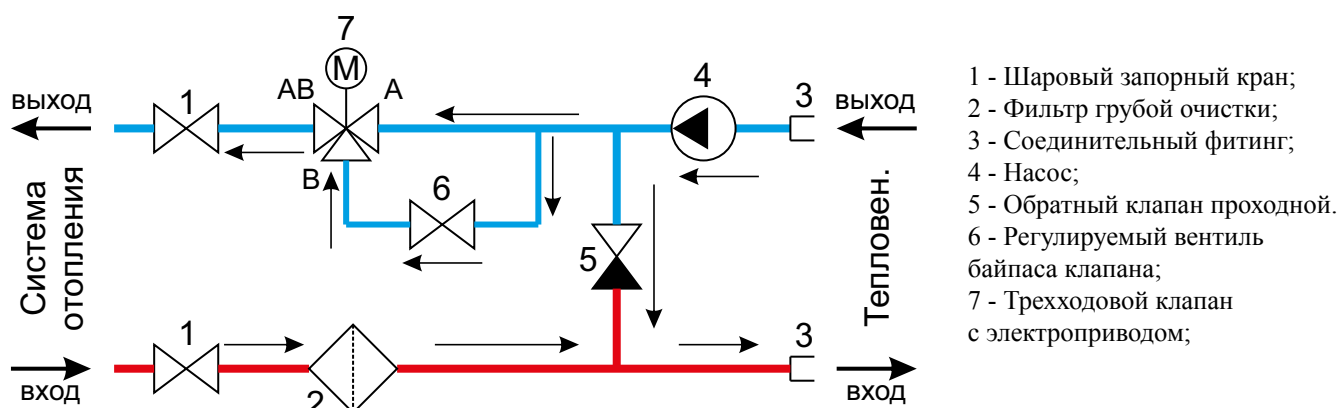 7
M
AB
A
B
выход
1
4
3
выход
6
5
Система
отопления
Тепловен.
1
2
3
вход
вход
1 - Шаровый запорный кран;
2 - Фильтр грубой очистки;
3 - Соединительный фитинг;
4 - Насос;
5 - Обратный клапан проходной.
6 - Регулируемый вентиль
байпаса клапана;
7 - Трехходовой клапан
с электроприводом;